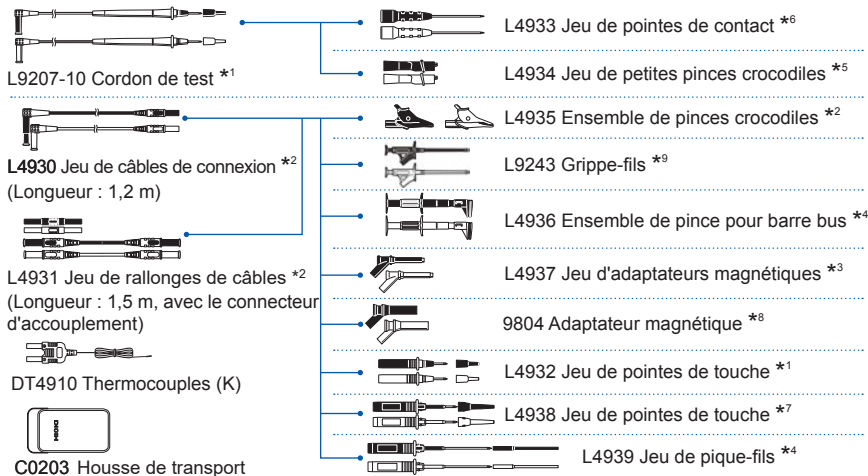 L9207-10 Cordon de test *1
L4930 Jeu de câbles de connexion *2
(Longueur : 1,2 m)
L4931 Jeu de rallonges de câbles *2
(Longueur : 1,5 m, avec le connecteur
d'accouplement)
DT4910 Thermocouples (K)
HIOKI
C0203 Housse de transport
L4933 Jeu de pointes de contact *6
L4934 Jeu de petites pinces crocodiles *5
L4935 Ensemble de pinces crocodiles *2
L9243 Grippe-fils *9
L4936 Ensemble de pince pour barre bus *4
L4937 Jeu d'adaptateurs magnétiques *3
9804 Adaptateur magnétique *8
L4932 Jeu de pointes de touche *1
L4938 Jeu de pointes de touche *7
L4939 Jeu de pique-fils *4